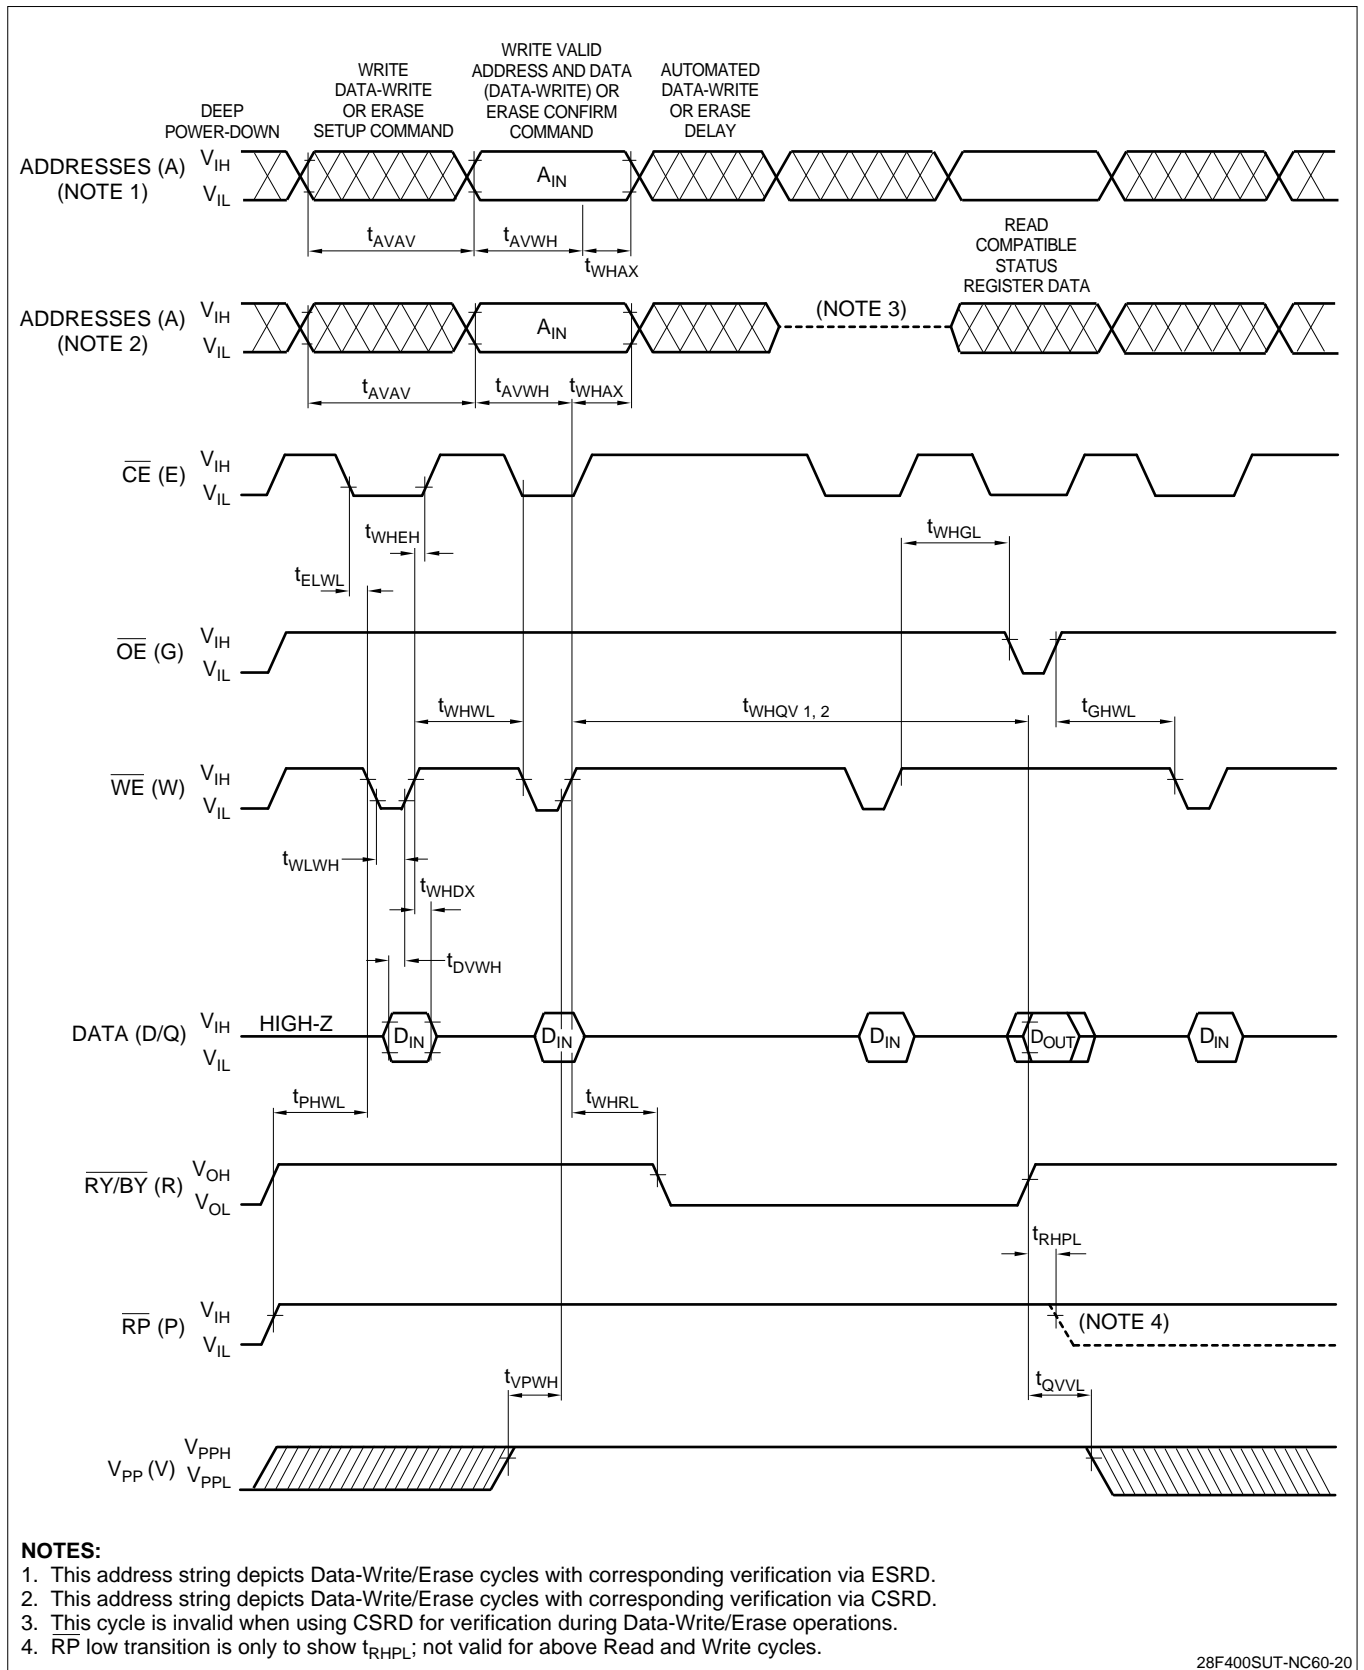 DEEP
POWER-DOWN
WRITE
DATA-WRITE
OR ERASE
SETUP COMMAND
WRITE VALID
ADDRESS AND DATA
(DATA-WRITE) OR
ERASE CONFIRM
COMMAND
AUTOMATED
DATA-WRITE
OR ERASE
DELAY
ADDRESSES (A)
(NOTE 1)
VIH
VIL
AIN
tAVAV
tAVWH
tWHAX
READ
COMPATIBLE
STATUS
REGISTER DATA
ADDRESSES (A)
(NOTE 2)
VIH
VIL
AIN
(NOTE 3)
tAVAV
tAVWH
tWHAX
CE (E)
VIH
VIL
tWHEH
tWHGL
tELWL
OE (G)
VIH
VIL
tWHWL
tWHQV 1, 2
tGHWL
WE (W)
VIH
VIL
tWLWH
tWHDX
tDVWH
DATA (D/Q)
VIH
VIL
HIGH-Z
DIN
DIN
DIN
DOUT
DIN
tPHWL
tWHRL
RY/BY (R)
VOH
VOL
tRHPL
RP (P)
VIH
VIL
(NOTE 4)
tVPWH
tQVVL
VPP (V)
VPPH
VPPL
NOTES:
1. This address string depicts Data-Write/Erase cycles with corresponding verification via ESRD.
2. This address string depicts Data-Write/Erase cycles with corresponding verification via CSRD.
3. This cycle is invalid when using CSRD for verification during Data-Write/Erase operations.
4. RP low transition is only to show tRHPL; not valid for above Read and Write cycles.
28F400SUT-NC60-20